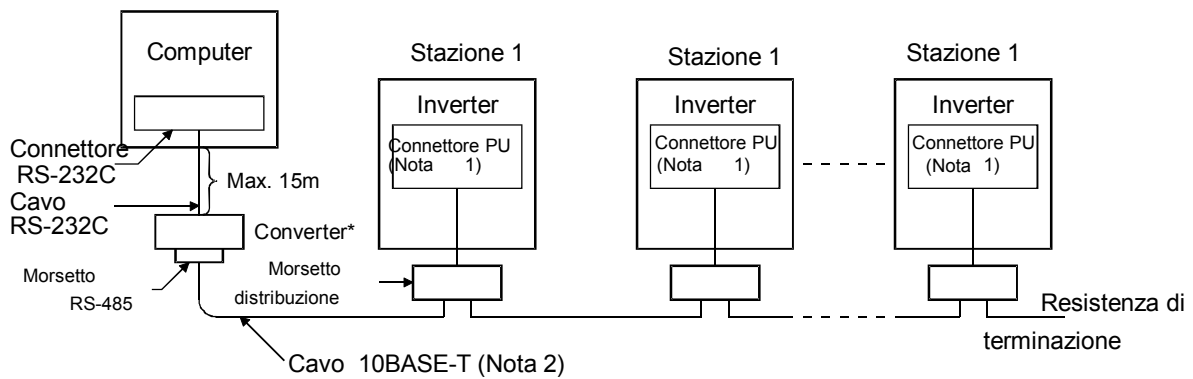 Computer
Stazione 1
Stazione 1
Stazione 1
Inverter
Inverter
Inverter
Connettore PU
(Nota 1)
Connettore PU
(Nota 1)
Connettore PU
(Nota 1)
Connettore
RS-232C
Max. 15m
Cavo
RS-232C
Converter*
Morsetto
RS-485
Morsetto
distribuzione
Resistenza di
terminazione
Cavo 10BASE-T (Nota 2)